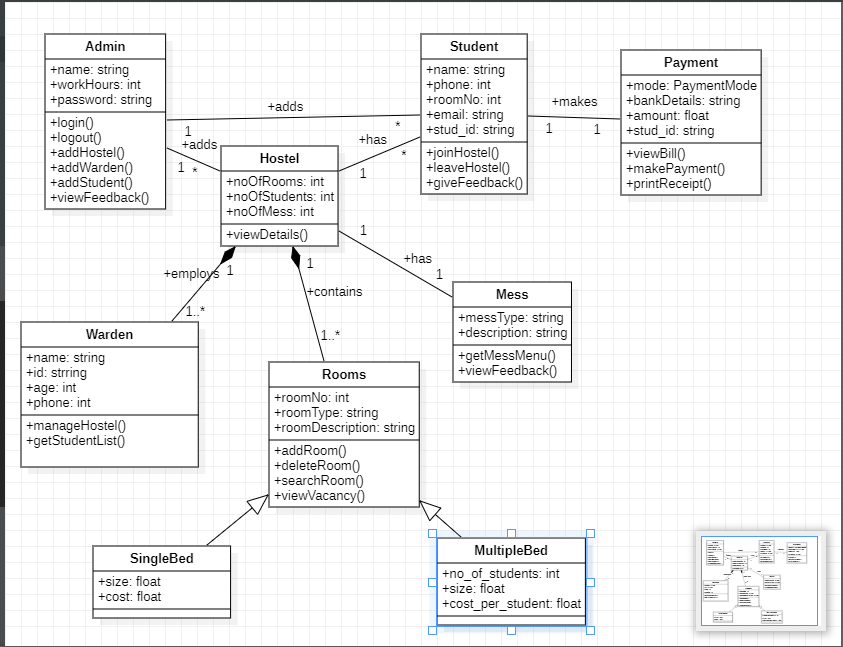 Admin
+name: string
+workHours: int
+password: string
+login()
+logout()
+addHostel()
+addWarden()
+addStudent()
+viewFeedback()
+adds
1
*
+adds
1
*
Student
+name: string
+phone: int
+roomNo: int
+email: string
+stud_id: string
+joinHostel()
+leaveHostel()
+giveFeedback()
+makes
1
1
Payment
+mode: PaymentMode
+bankDetails: string
+amount: float
+stud_id: string
+viewBill()
+makePayment()
+printReceipt()
Hostel
+noOfRooms: int
+noOfStudents: int
+noOfMess: int
+viewDetails()
+has
*
1
1
+has
1
+employs
1
1..*
1
+contains
1..*
Mess
+messType: string
+description: string
+getMessMenu()
+viewFeedback()
Warden
+name: string
+id: strring
+age: int
+phone: int
+manageHostel()
+getStudentList()
Rooms
+roomNo: int
+roomType: string
+roomDescription: string
+addRoom()
+deleteRoom()
+searchRoom()
+viewVacancy()
SingleBed
+size: float
+cost: float
MultipleBed
+no_of_students: int
+size: float
+cost_per_student: float